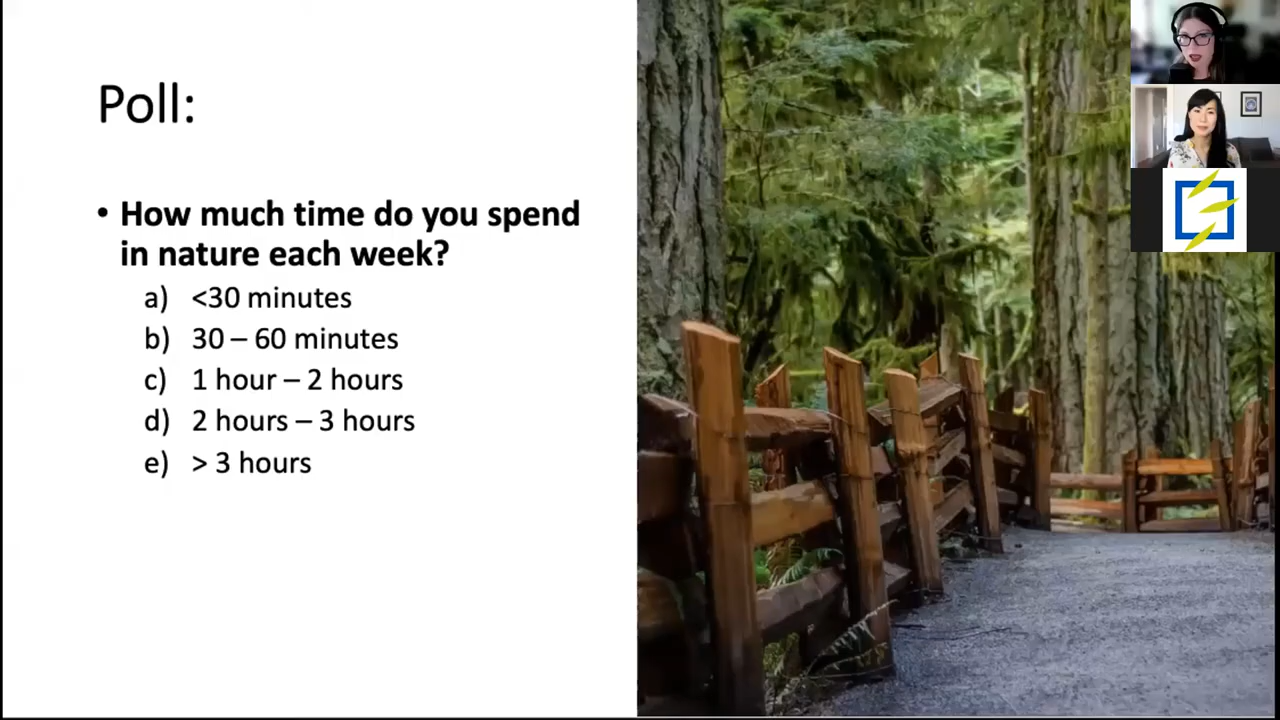 Poll:
• How much time do you spend
in nature each week?
a) <30 minutes
b) 30 – 60 minutes
c) 1 hour – 2 hours
d) 2 hours – 3 hours
e) > 3 hours